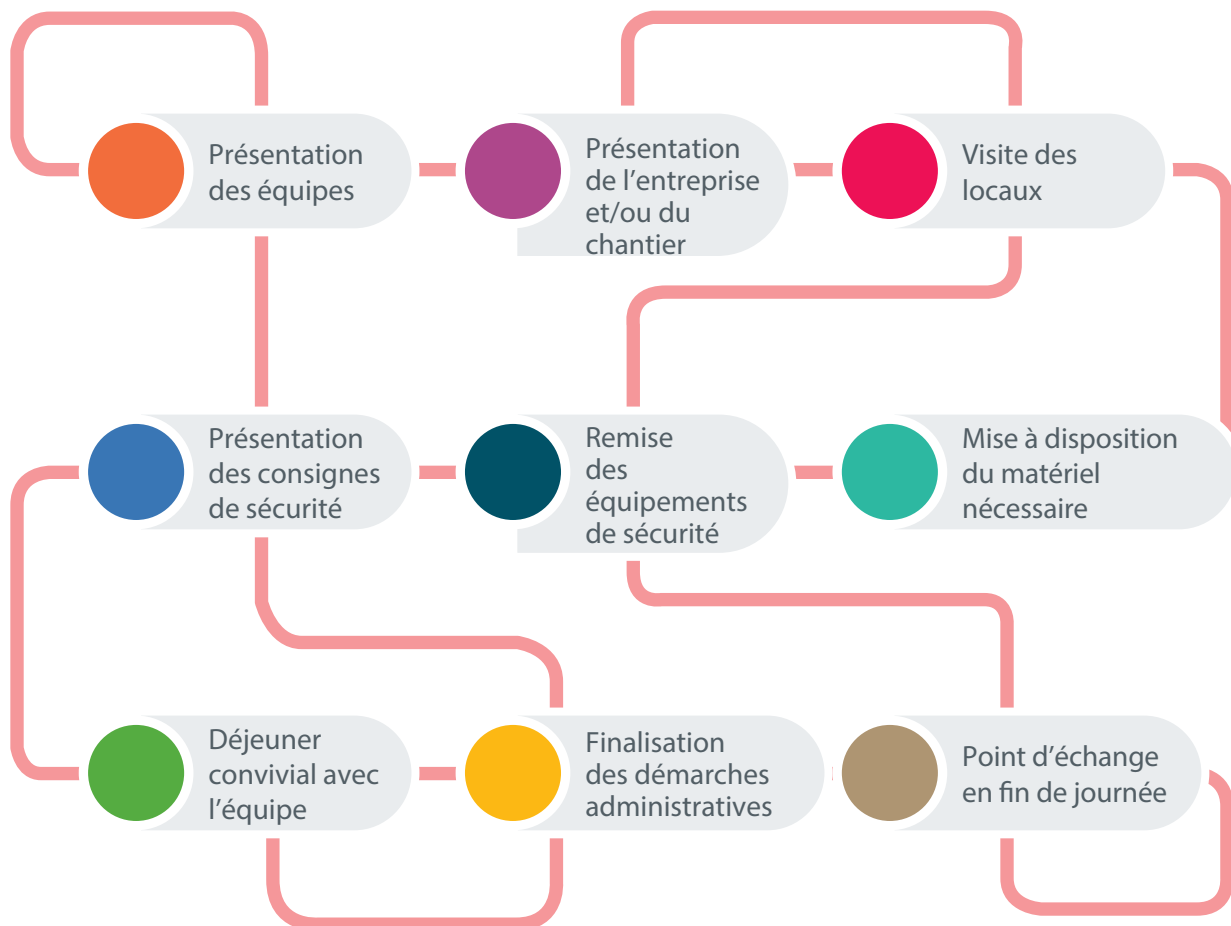 Présentation
des équipes
Présentation
de l'entreprise
et/ou du
chantier
Visite des
locaux
Présentation
des consignes
de sécurité
Remise
des
équipements
de sécurité
Mise à disposition
du matériel
nécessaire
Déjeuner
convivial avec
l'équipe
Finalisation
des démarches
administratives
Point d'échange
en fin de journée